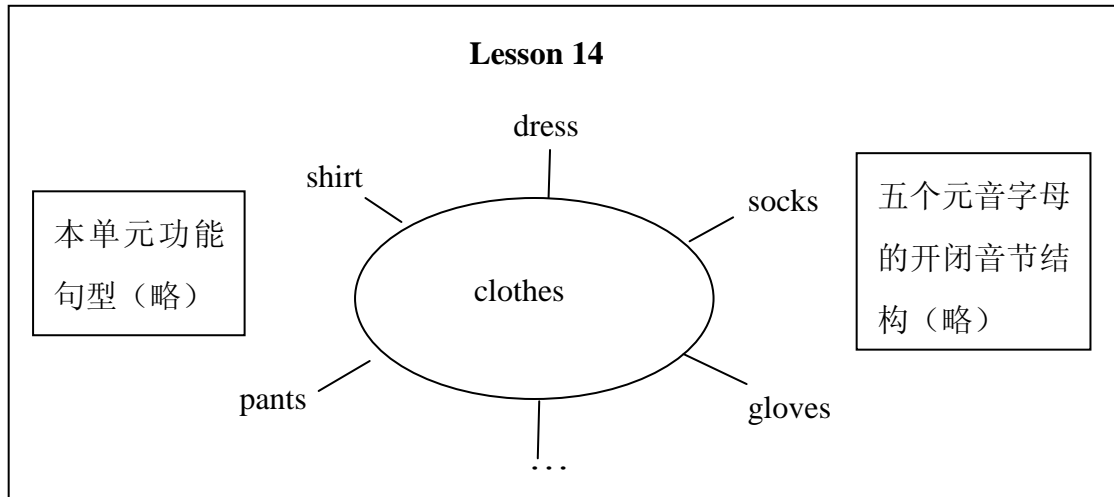 Lesson 14
dress
shirt
socks
本单元功能
句型（略）
五个元音字母
的开闭音节结
构（略）
clothes
pants
gloves
…